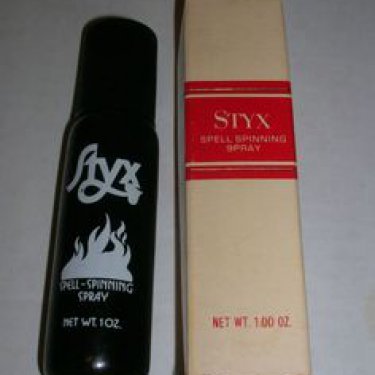 Styx
SPELL-SPINNING
SPRAY
NET WT. 1 OZ.
STYX
SPELL SPINNING
SPRAY
NET WT. 1.00 OZ.